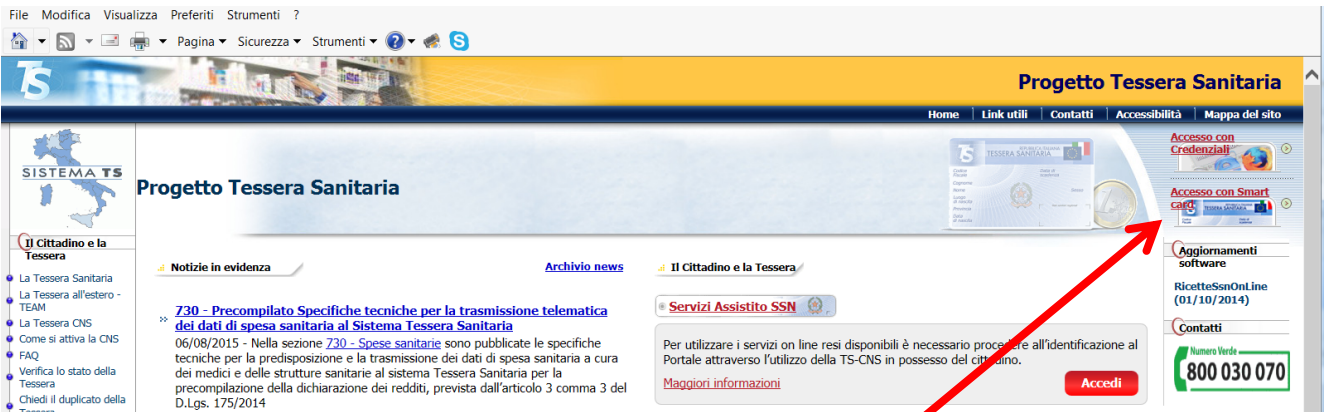 File Modifica Visualizza Preferiti Strumenti ?
Pagina Sicurezza Strumenti
TS
Progetto Tessera Sanitaria
Home Link utili Contatti Accessibilità Mappa del sito
SISTEMA TS
Progetto Tessera Sanitaria
TS
TESSERA SANITARIA
Accesso con
Credenziali
Accesso con Smart
card
TESSERA SANITARIA
Il Cittadino e la
Tessera
La Tessera Sanitaria
La Tessera all'estero -
TEAM
La Tessera CNS
Come si attiva la CNS
FAQ
Verifica lo stato della
Tessera
Chiedi il duplicato della
Tessera
Notizie in evidenza
Archivio news
730 - Precompilato Specifiche tecniche per la trasmissione telematica
dei dati di spesa sanitaria al Sistema Tessera Sanitaria
06/08/2015 - Nella sezione 730 - Spese sanitarie sono pubblicate le specifiche
tecniche per la predisposizione e la trasmissione dei dati di spesa sanitaria a cura
dei medici e delle strutture sanitarie al sistema Tessera Sanitaria per la
precompilazione della dichiarazione dei redditi, prevista dall'articolo 3 comma 3 del
D.Lgs. 175/2014
Il Cittadino e la Tessera
Servizi Assistito SSN
Per utilizzare i servizi on line resi disponibili è necessario procedere all'identificazione al
Portale attraverso l'utilizzo della TS-CNS in possesso del cittadino.
Maggiori informazioni
Accedi
Aggiornamenti
software
RicetteSsnOnLine
(01/10/2014)
Contatti
Numero Verde
800 030 070